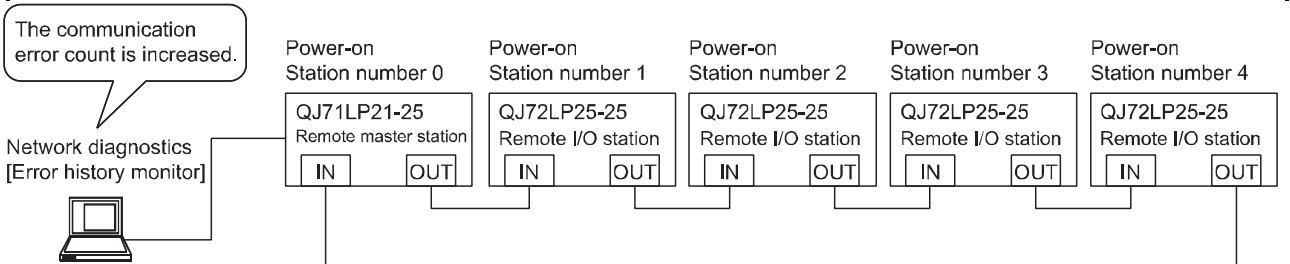 The communication
error count is increased.
Network diagnostics
[Error history monitor]
Power-on
Station number 0
QJ71LP21-25
Remote master station
IN OUT
Power-on
Station number 1
QJ72LP25-25
Remote I/O station
IN OUT
Power-on
Station number 2
QJ72LP25-25
Remote I/O station
IN OUT
Power-on
Station number 3
QJ72LP25-25
Remote I/O station
IN OUT
Power-on
Station number 4
QJ72LP25-25
Remote I/O station
IN OUT